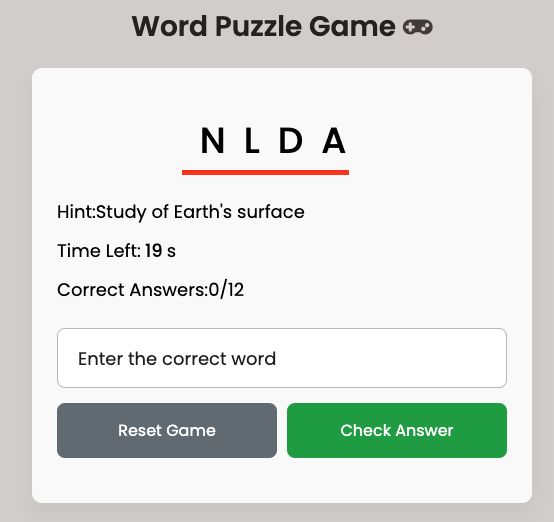 Word Puzzle Game 🎮
N L D A
Hint:Study of Earth's surface
Time Left: 19 s
Correct Answers:0/12
Enter the correct word
Reset Game
Check Answer